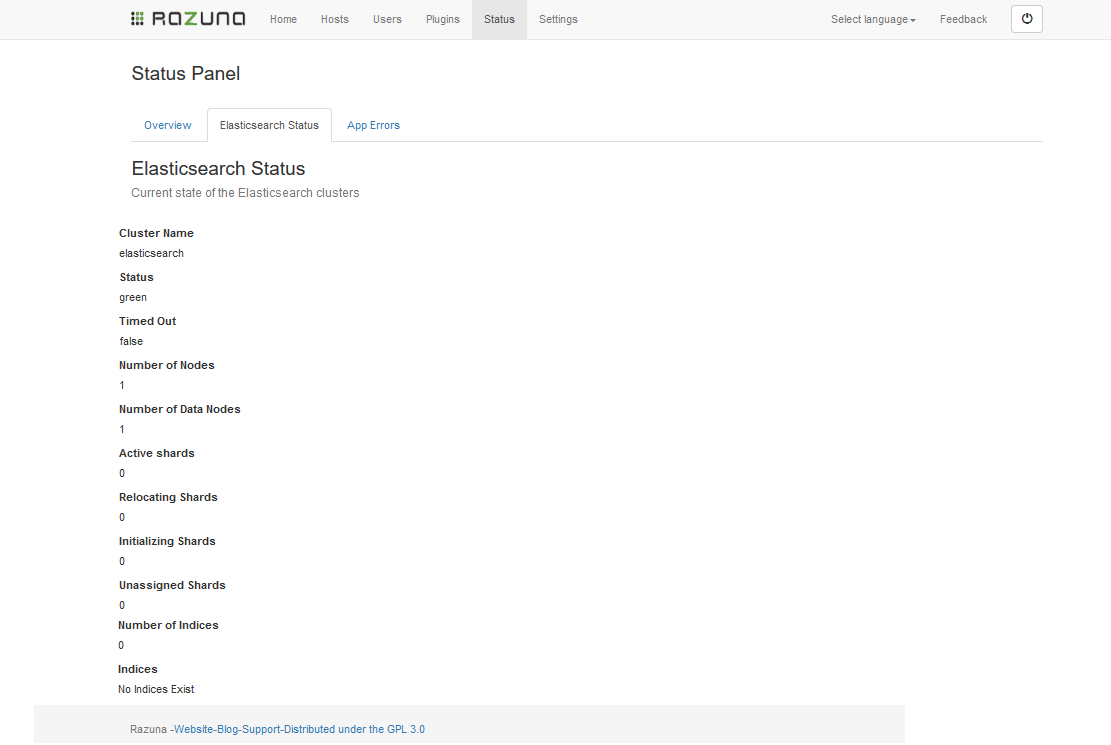 RAZUNA Home Hosts Users Plugins Status Settings Select language Feedback
Status Panel
Overview Elasticsearch Status App Errors
Elasticsearch Status
Current state of the Elasticsearch clusters
Cluster Name
elasticsearch
Status
green
Timed Out
false
Number of Nodes
1
Number of Data Nodes
1
Active shards
0
Relocating Shards
0
Initializing Shards
0
Unassigned Shards
0
Number of Indices
0
Indices
No Indices Exist
Razuna -Website-Blog-Support-Distributed under the GPL 3.0